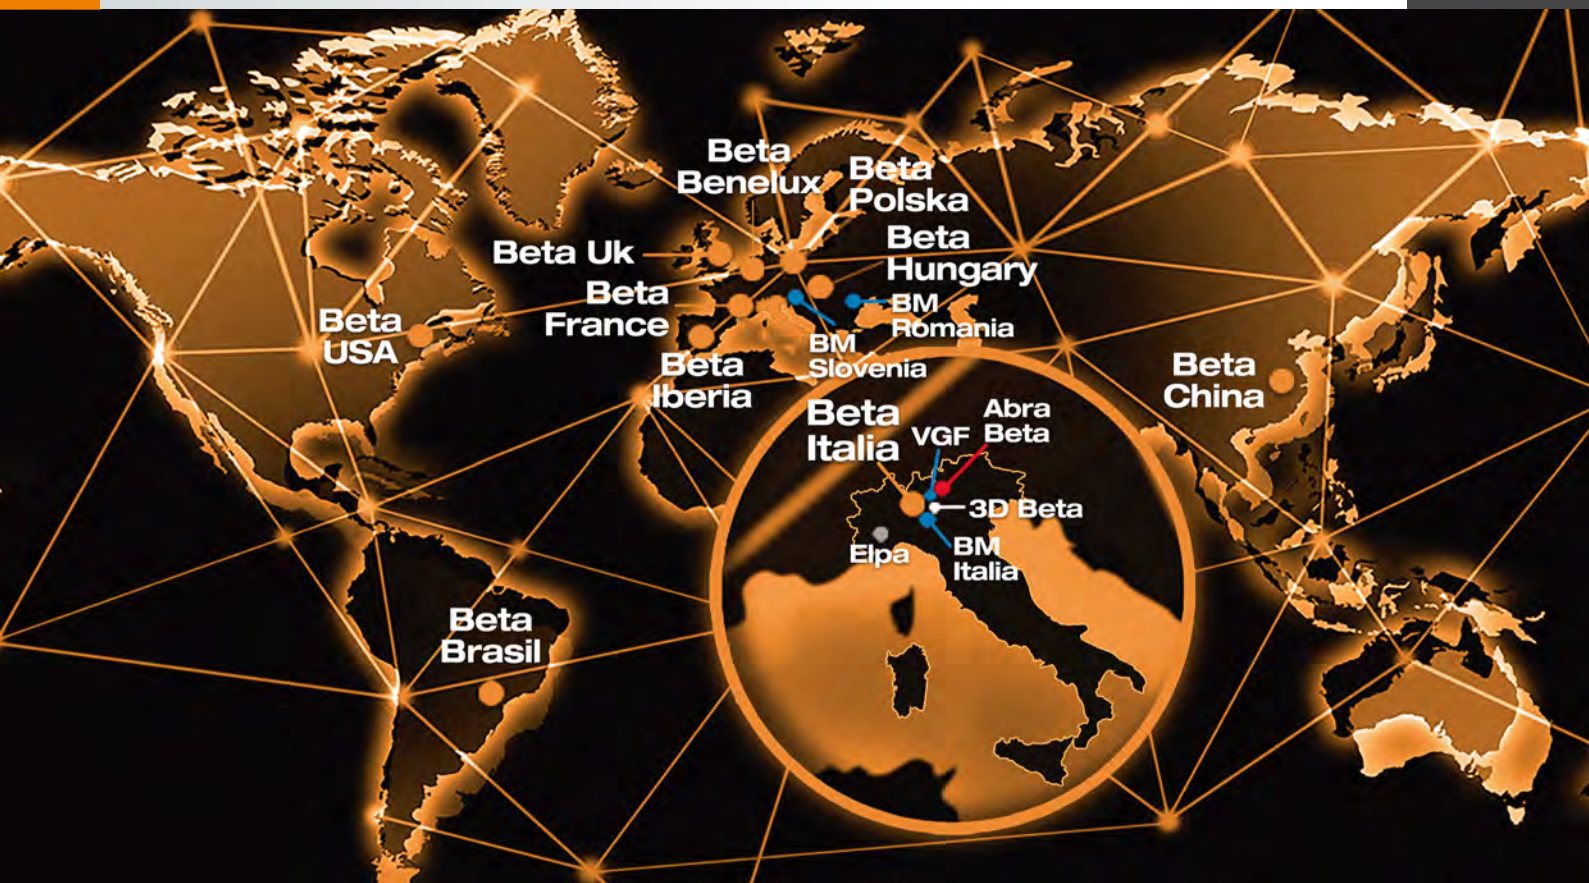 Beta
Benelux
Beta
Polska
Beta Uk
Beta
Hungary
Beta
France
BM
Romania
Beta
USA
BM
Slovenia
Beta
Iberia
Beta
China
Beta
Italia
VGF
Abra
Beta
3D Beta
Elpa
BM
Italia
Beta
Brasil